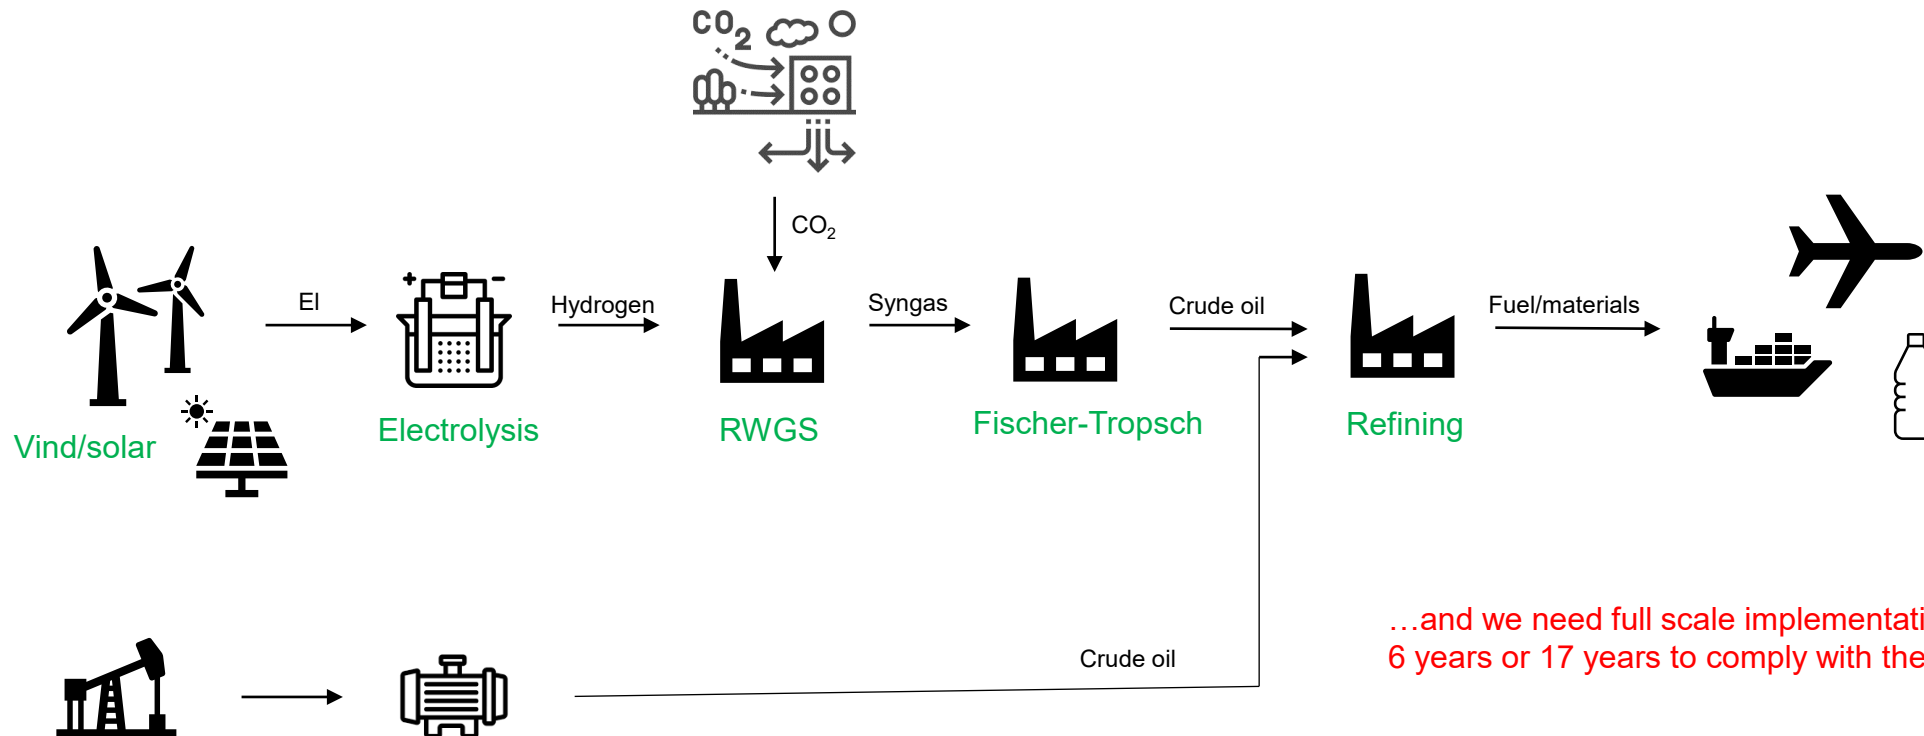 CO₂
CO₂
El
Hydrogen
Syngas
Crude oil
Fuel/materials
Vind/solar
Electrolysis
RWGS
Fischer-Tropsch
Refining
Crude oil
…and we need full scale implementati
6 years or 17 years to comply with the